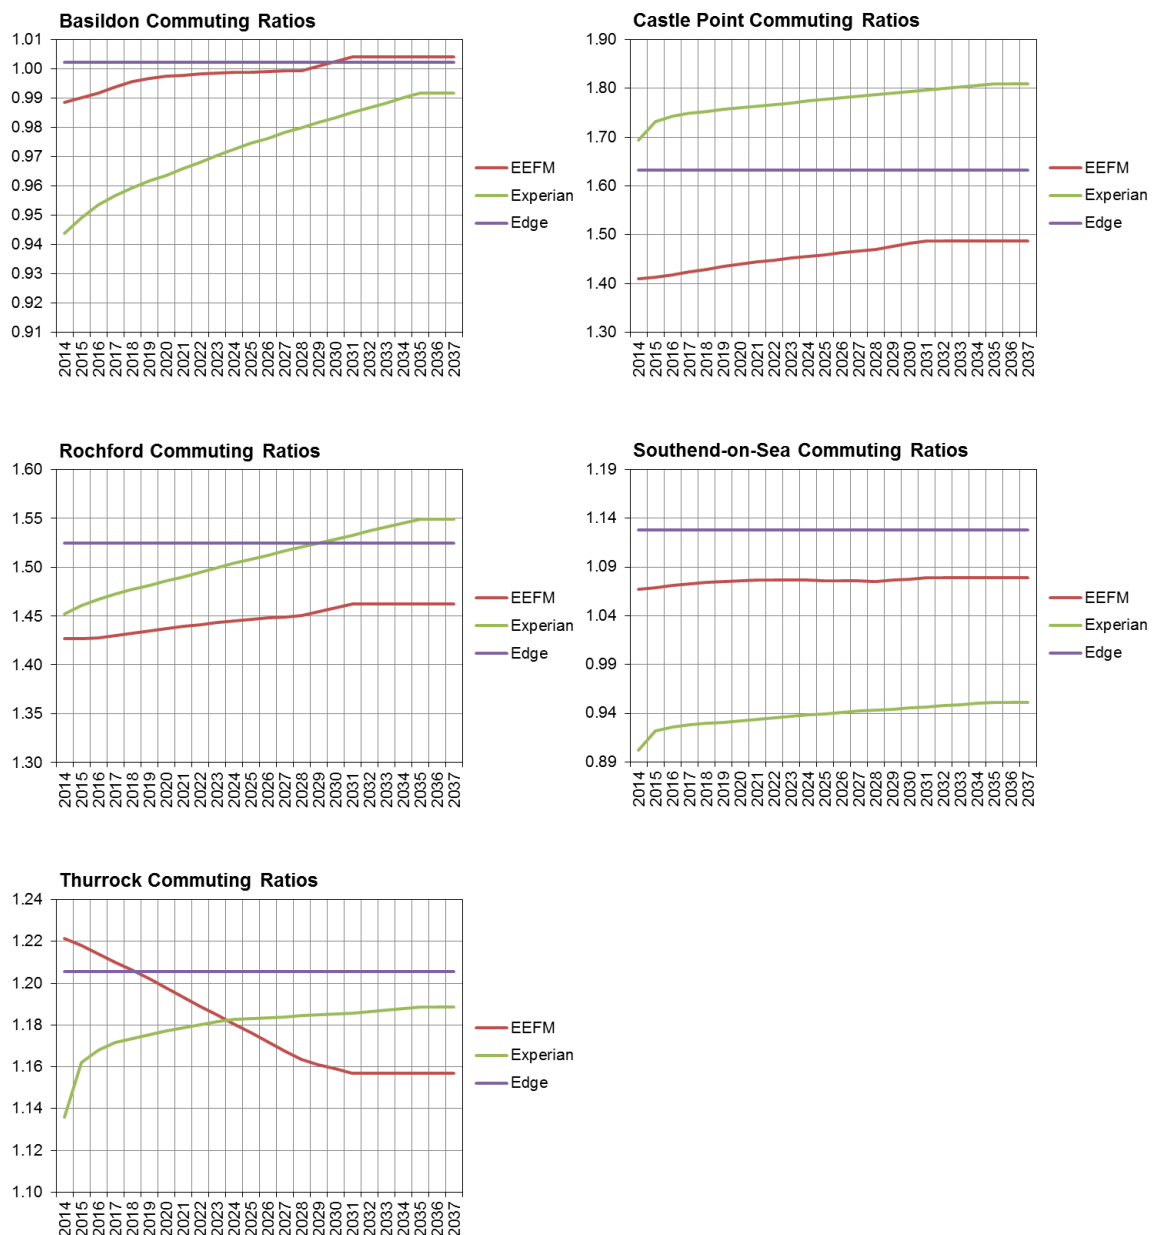 Basildon Commuting Ratios
1.01
1.00
0.99
0.98
0.97
0.96
0.95
0.94
0.93
0.92
0.91
2014 2015 2016 2017 2018 2019 2020 2021 2022 2023 2024 2025 2026 2027 2028 2029 2030 2031 2032 2033 2034 2035 2036 2037
EEFM
Experian
Edge
Castle Point Commuting Ratios
1.90
1.80
1.70
1.60
1.50
1.40
1.30
2014 2015 2016 2017 2018 2019 2020 2021 2022 2023 2024 2025 2026 2027 2028 2029 2030 2031 2032 2033 2034 2035 2036 2037
EEFM
Experian
Edge
Rochford Commuting Ratios
1.60
1.55
1.50
1.45
1.40
1.35
1.30
2014 2015 2016 2017 2018 2019 2020 2021 2022 2023 2024 2025 2026 2027 2028 2029 2030 2031 2032 2033 2034 2035 2036 2037
EEFM
Experian
Edge
Southend-on-Sea Commuting Ratios
1.19
1.14
1.09
1.04
0.99
0.94
0.89
2014 2015 2016 2017 2018 2019 2020 2021 2022 2023 2024 2025 2026 2027 2028 2029 2030 2031 2032 2033 2034 2035 2036 2037
EEFM
Experian
Edge
Thurrock Commuting Ratios
1.24
1.22
1.20
1.18
1.16
1.14
1.12
1.10
2014 2015 2016 2017 2018 2019 2020 2021 2022 2023 2024 2025 2026 2027 2028 2029 2030 2031 2032 2033 2034 2035 2036 2037
EEFM
Experian
Edge